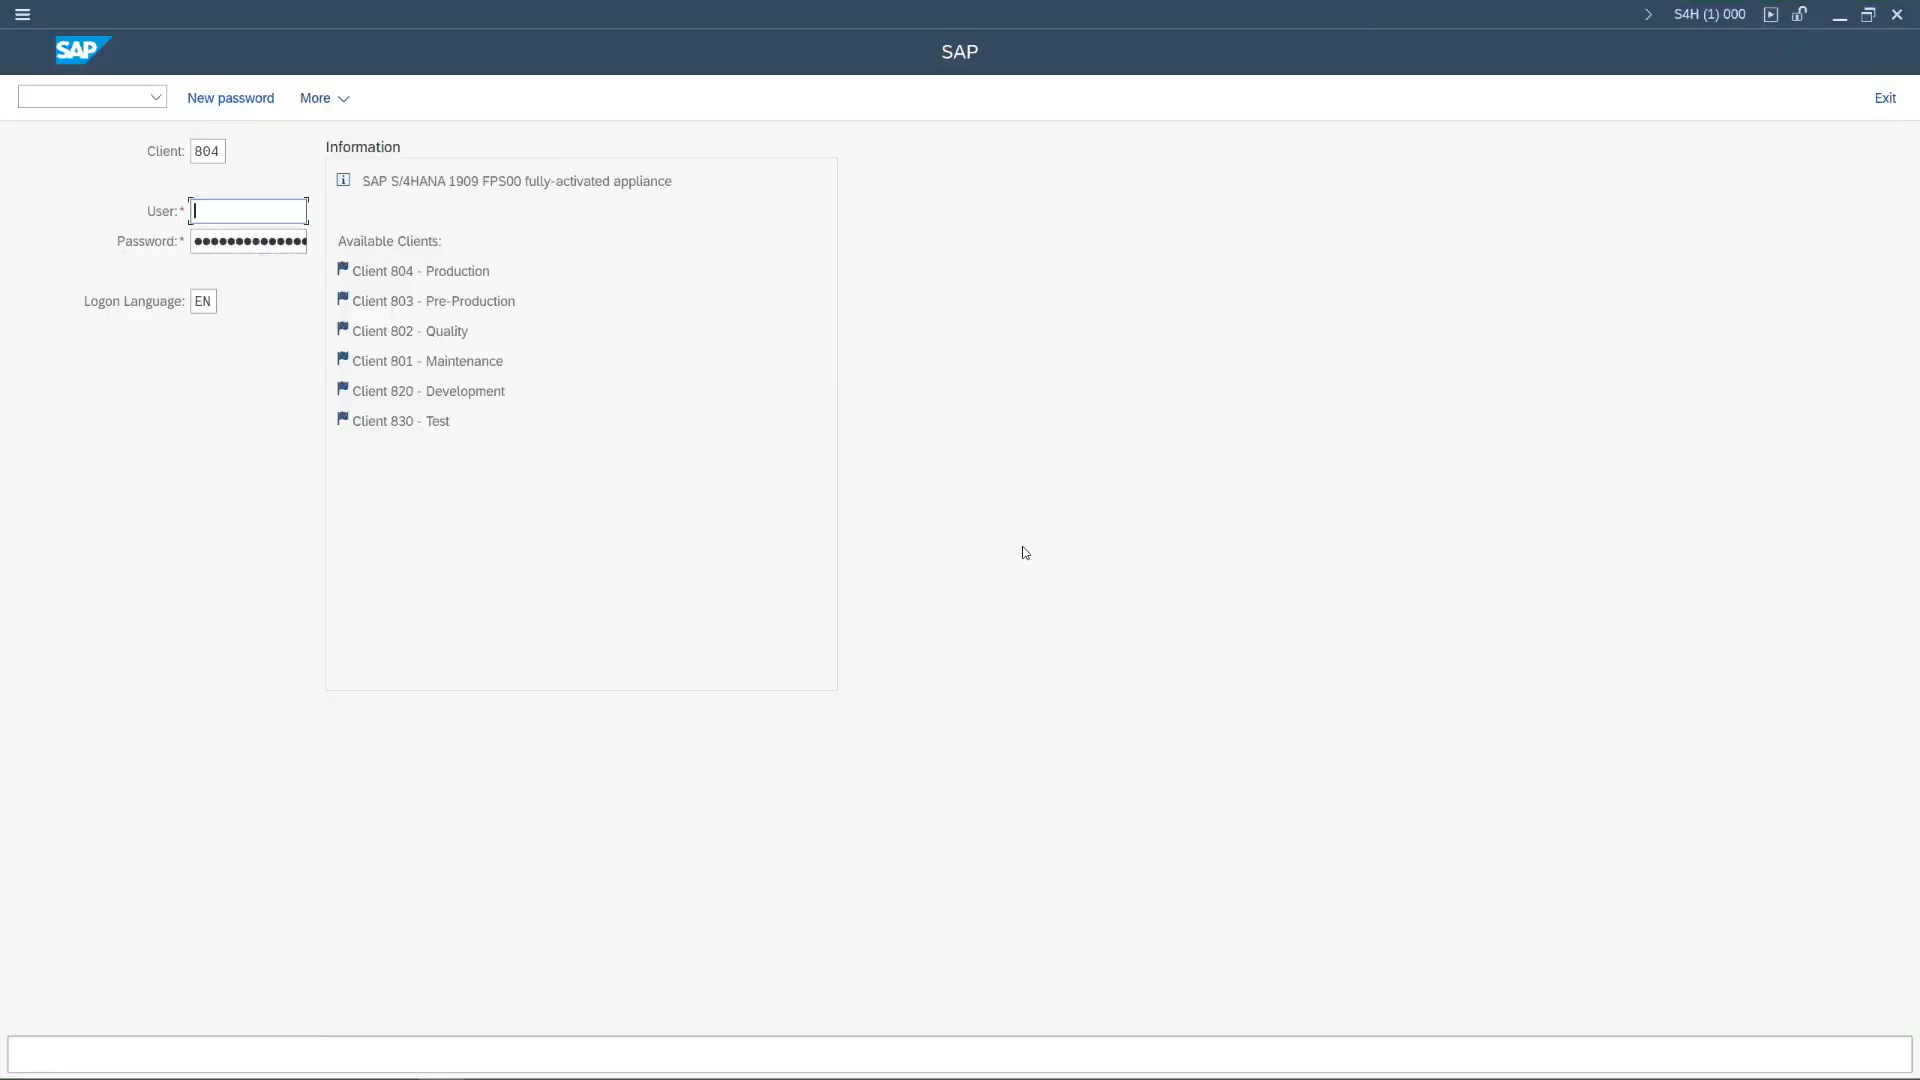 S4H (1) 000
SAP
SAP
New password
More
Exit
Client: 804
User:*
Password:* ●●●●●●●●●●●●●●
Logon Language: EN
Information
SAP S/4HANA 1909 FPS00 fully-activated appliance
Available Clients:
Client 804 - Production
Client 803 - Pre-Production
Client 802 - Quality
Client 801 - Maintenance
Client 820 - Development
Client 830 - Test